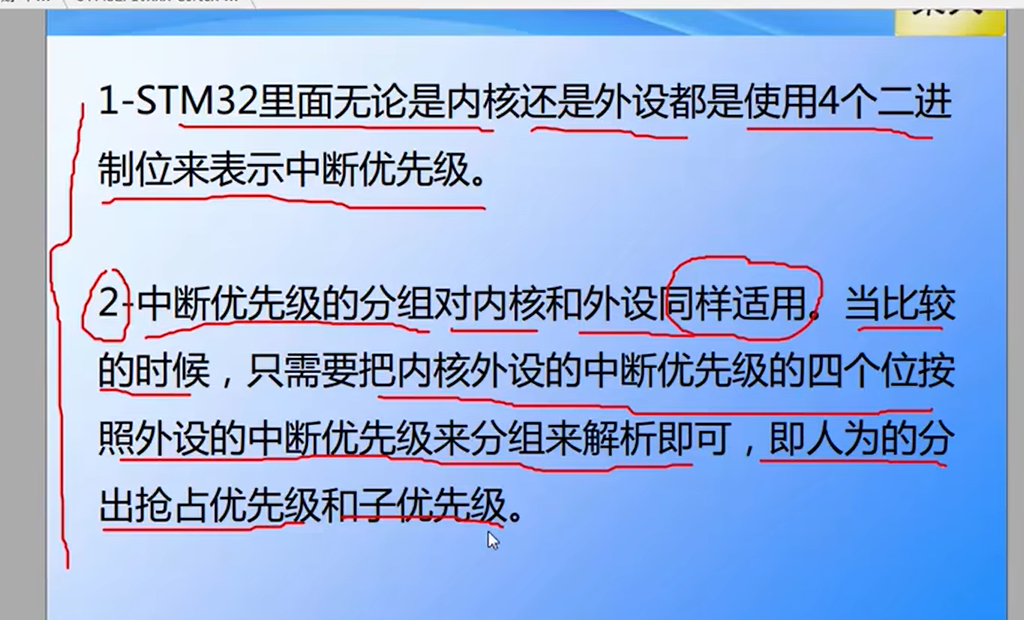 1-STM32里面无论是内核还是外设都是使用4个二进
制位来表示中断优先级。
2-中断优先级的分组对内核和外设同样适用。当比较
的时候，只需要把内核外设的中断优先级的四个位按
照外设的中断优先级来分组来解析即可，即人为的分
出抢占优先级和子优先级。